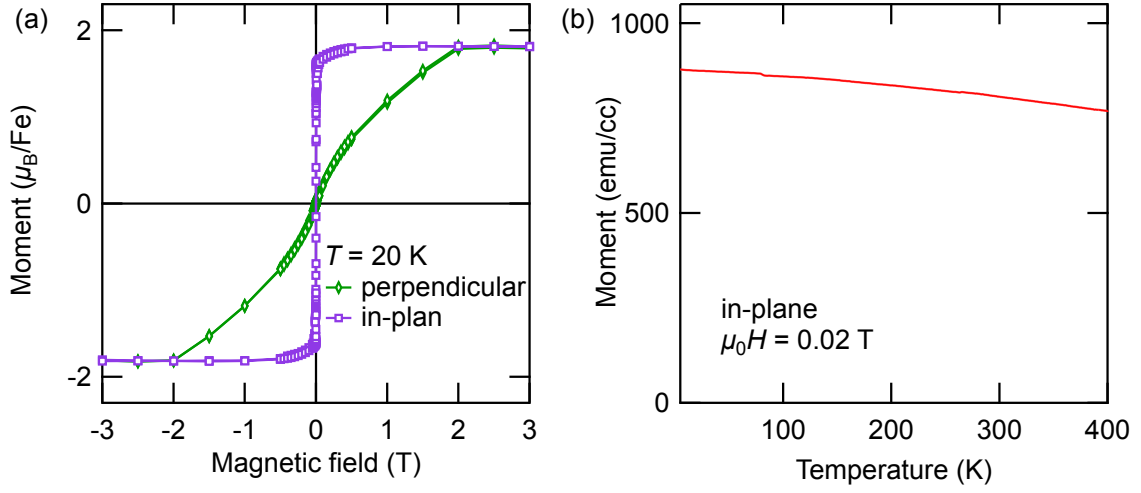 (a)
2
0
-2
Moment (μB/Fe)
T = 20 K
perpendicular
in-plan
-3 -2 -1 0 1 2 3
Magnetic field (T)
(b)
1000
500
0
Moment (emu/cc)
in-plane
μ0H = 0.02 T
100 200 300 400
Temperature (K)